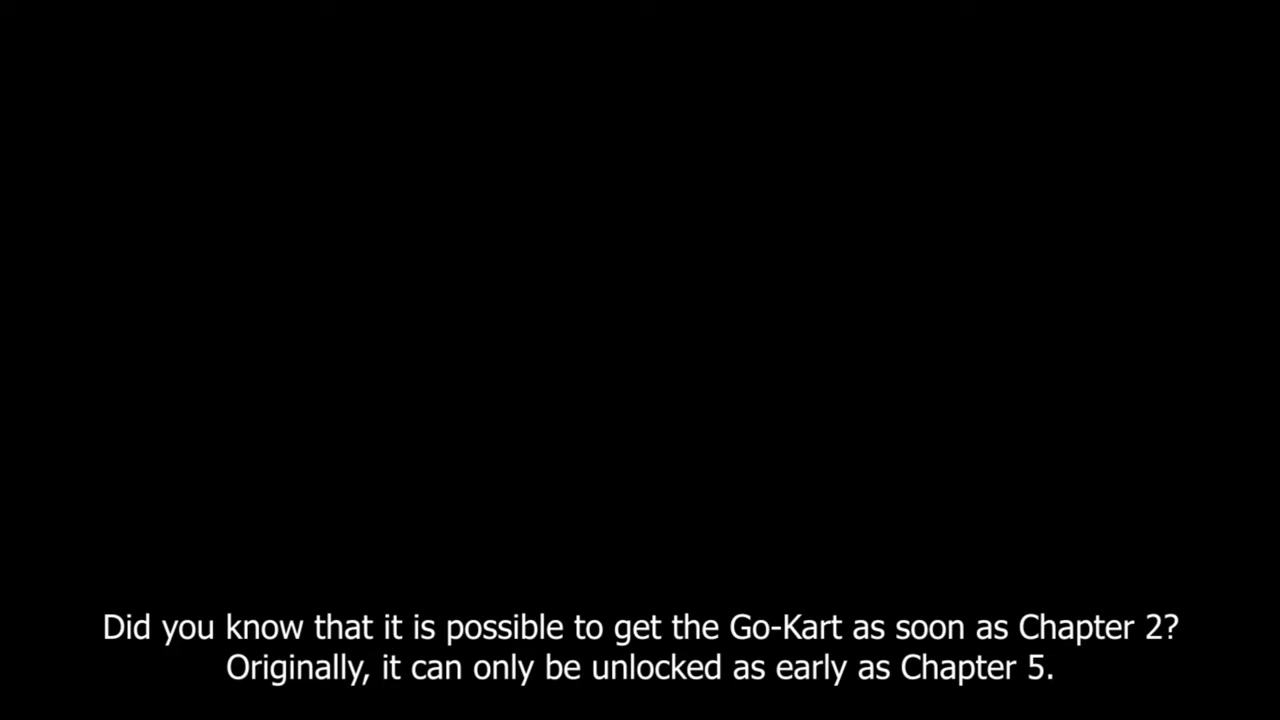 Did you know that it is possible to get the Go-Kart as soon as Chapter 2?
Originally, it can only be unlocked as early as Chapter 5.